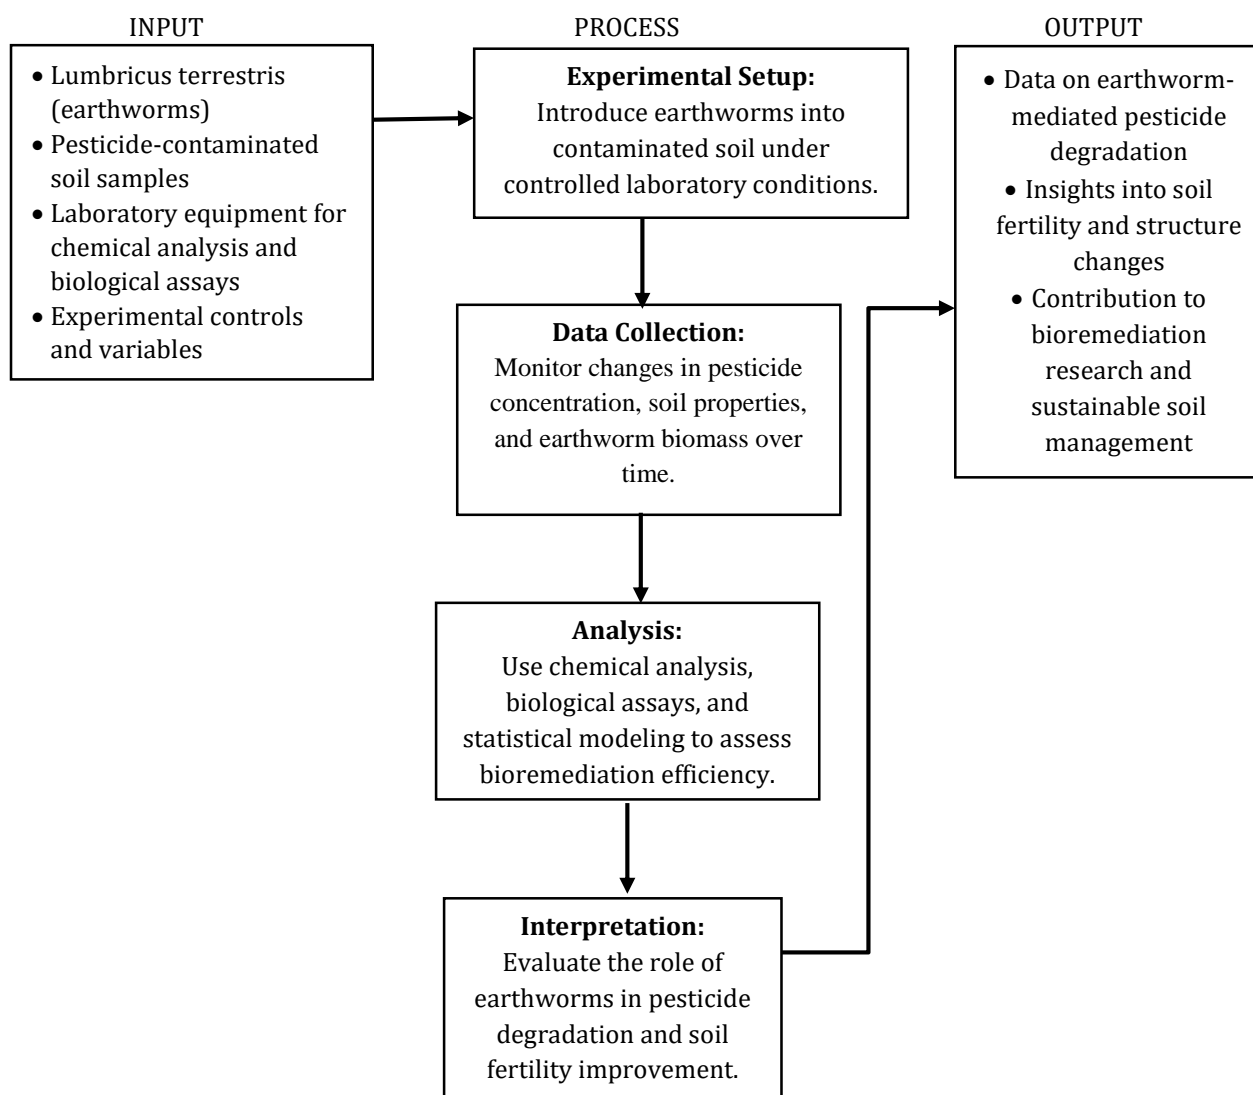 INPUT
• Lumbricus terrestris
(earthworms)
• Pesticide-contaminated
soil samples
• Laboratory equipment for
chemical analysis and
biological assays
• Experimental controls
and variables
PROCESS
Experimental Setup:
Introduce earthworms into
contaminated soil under
controlled laboratory conditions.
Data Collection:
Monitor changes in pesticide
concentration, soil properties,
and earthworm biomass over
time.
Analysis:
Use chemical analysis,
biological assays, and
statistical modeling to assess
bioremediation efficiency.
Interpretation:
Evaluate the role of
earthworms in pesticide
degradation and soil
fertility improvement.
OUTPUT
• Data on earthworm-
mediated pesticide
degradation
• Insights into soil
fertility and structure
changes
• Contribution to
bioremediation
research and
sustainable soil
management